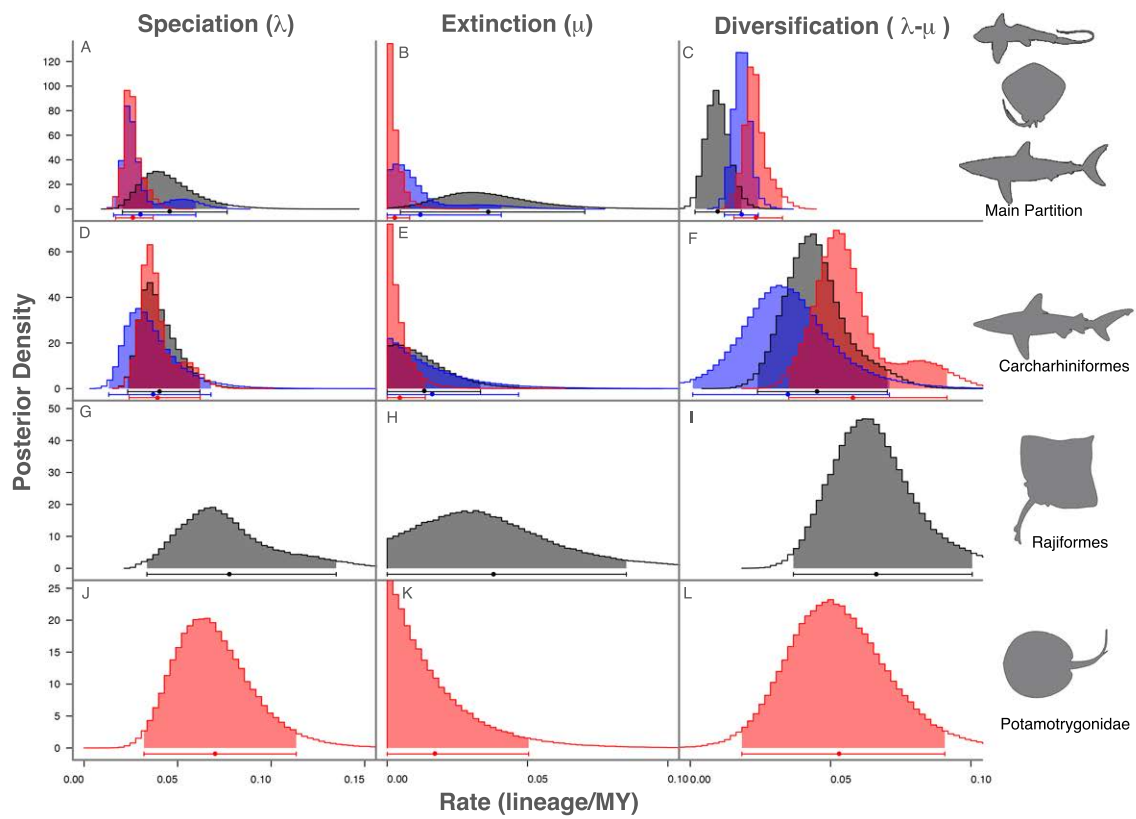 Speciation (λ) Extinction (μ) Diversification ( λ-μ )
A B C
120
100
80
60
40
20
0
Main Partition
D E F
60
40
20
0
Carcharhiniformes
Posterior Density
G H I
50
40
30
20
10
0
Rajiformes
J K L
25
20
15
10
5
0
Potamotrygonidae
0.00 0.05 0.10 0.15 0.00 0.05 0.10 0.00 0.05 0.10
Rate (lineage/MY)